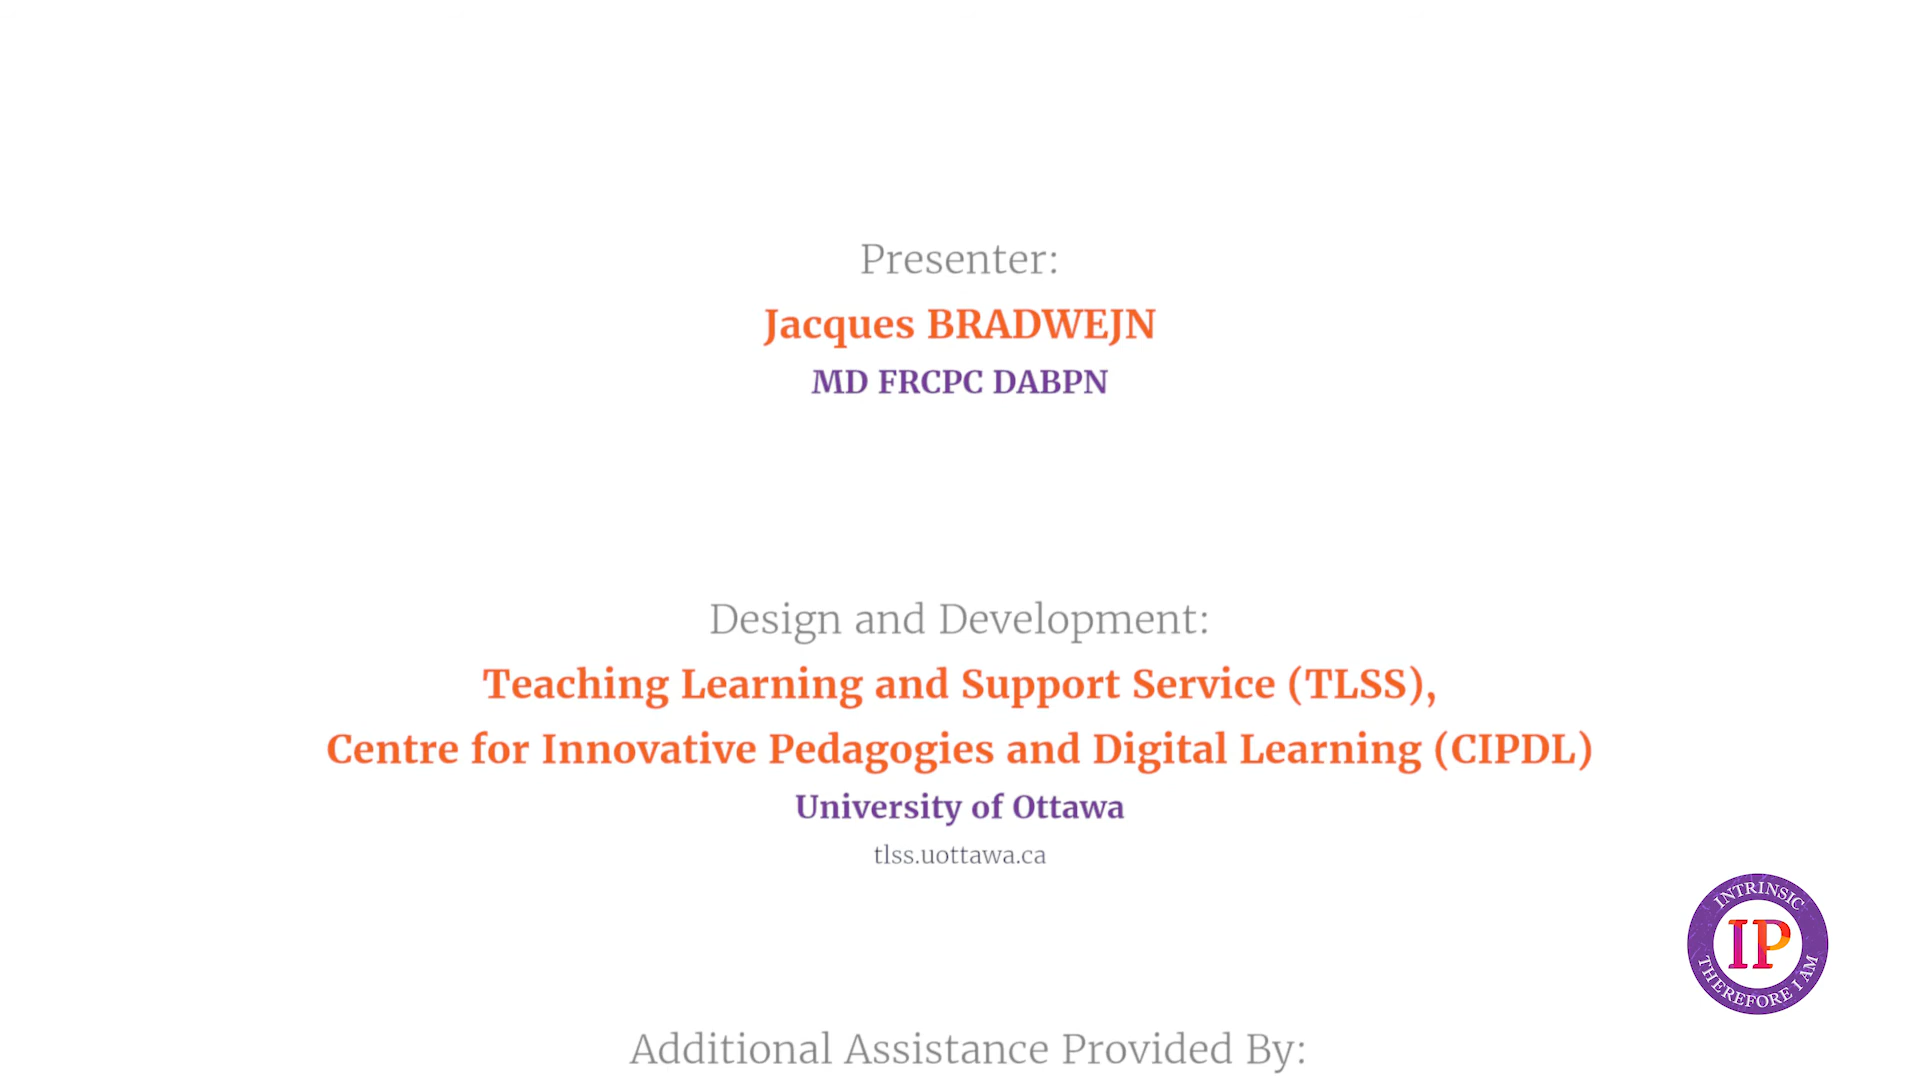 Presenter:
Jacques BRADWEJN
MD FRCPC DABPN
Design and Development:
Teaching Learning and Support Service (TLSS),
Centre for Innovative Pedagogies and Digital Learning (CIPDL)
University of Ottawa
tlss.uottawa.ca
INTRINSIC
IP
THEREFORE I AM
Additional Assistance Provided By: